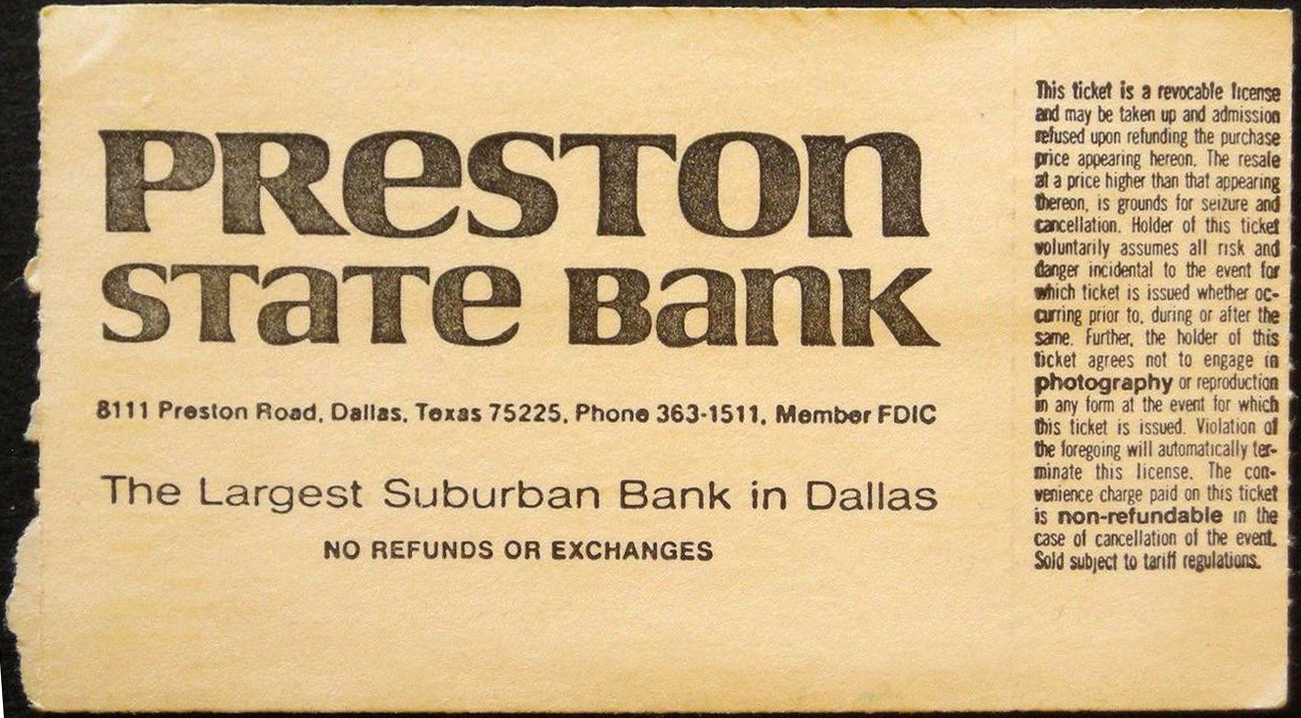 PRESTON
STATE BANK
8111 Preston Road, Dallas, Texas 75225, Phone 363-1511, Member FDIC
The Largest Suburban Bank in Dallas
NO REFUNDS OR EXCHANGES
This ticket is a revocable license
and may be taken up and admission
refused upon refunding the purchase
price appearing hereon. The resale
at a price higher than that appearing
thereon, is grounds for seizure and
cancellation. Holder of this ticket
voluntarily assumes all risk and
danger incidental to the event for
which ticket is issued whether oc-
curring prior to, during or after the
same. Further, the holder of this
ticket agrees not to engage in
photography or reproduction
in any form at the event for which
this ticket is issued. Violation of
the foregoing will automatically ter-
minate this license. The con-
venience charge paid on this ticket
is non-refundable in the
case of cancellation of the event.
Sold subject to tariff regulations.